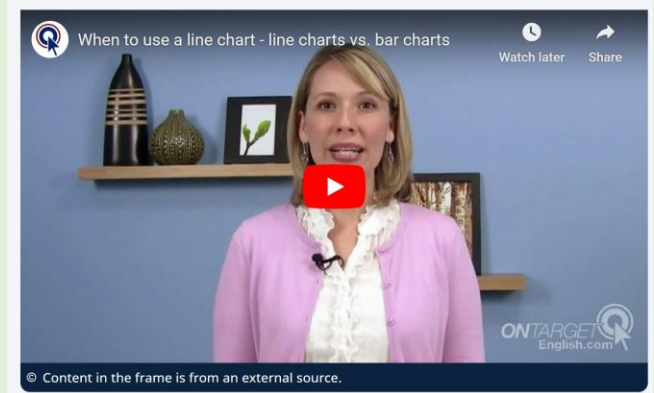 When to use a line chart - line charts vs. bar charts
Watch later
Share
ONTARGET
English.com
© Content in the frame is from an external source.